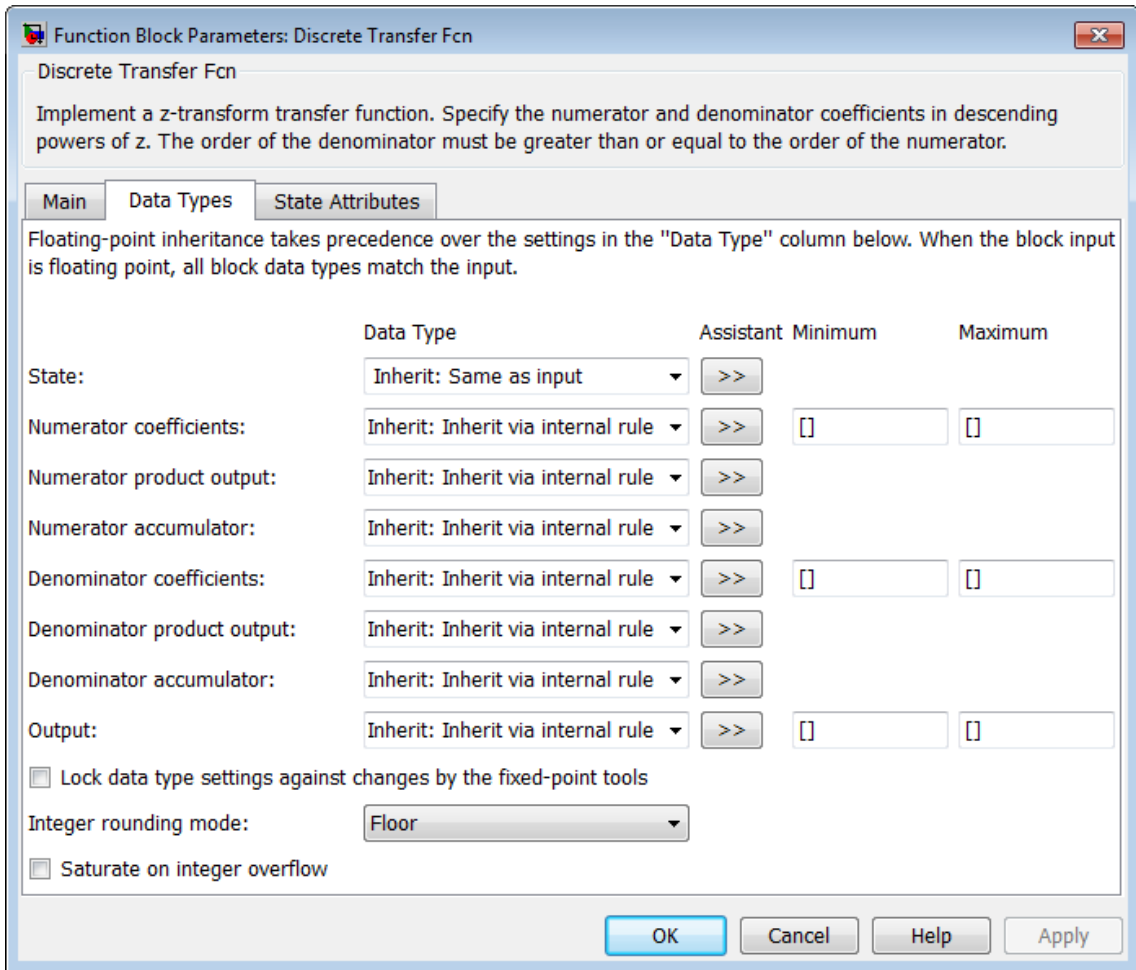 Function Block Parameters: Discrete Transfer Fcn
Discrete Transfer Fcn
Implement a z-transform transfer function. Specify the numerator and denominator coefficients in descending
powers of z. The order of the denominator must be greater than or equal to the order of the numerator.
Main Data Types State Attributes
Floating-point inheritance takes precedence over the settings in the "Data Type" column below. When the block input
is floating point, all block data types match the input.
Data Type Assistant Minimum Maximum
State: Inherit: Same as input >>
Numerator coefficients: Inherit: Inherit via internal rule >> [] []
Numerator product output: Inherit: Inherit via internal rule >>
Numerator accumulator: Inherit: Inherit via internal rule >>
Denominator coefficients: Inherit: Inherit via internal rule >> [] []
Denominator product output: Inherit: Inherit via internal rule >>
Denominator accumulator: Inherit: Inherit via internal rule >>
Output: Inherit: Inherit via internal rule >> [] []
Lock data type settings against changes by the fixed-point tools
Integer rounding mode: Floor
Saturate on integer overflow
OK Cancel Help Apply